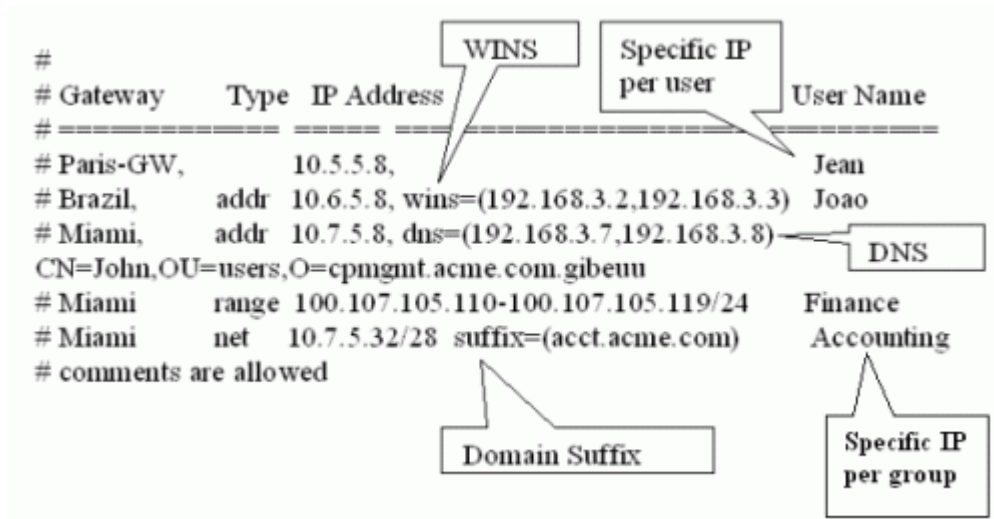 WINS
Specific IP
per user
#
# Gateway Type IP Address User Name
# ============= ===== ================================
# Paris-GW, 10.5.5.8, Jean
# Brazil, addr 10.6.5.8, wins=(192.168.3.2,192.168.3.3) Joao
# Miami, addr 10.7.5.8, dns=(192.168.3.7,192.168.3.8)
DNS
CN=John,OU=users,O=cpmgmt.acme.com.gibeuu
# Miami range 100.107.105.110-100.107.105.119/24 Finance
# Miami net 10.7.5.32/28 suffix=(acct.acme.com) Accounting
# comments are allowed
Domain Suffix
Specific IP
per group